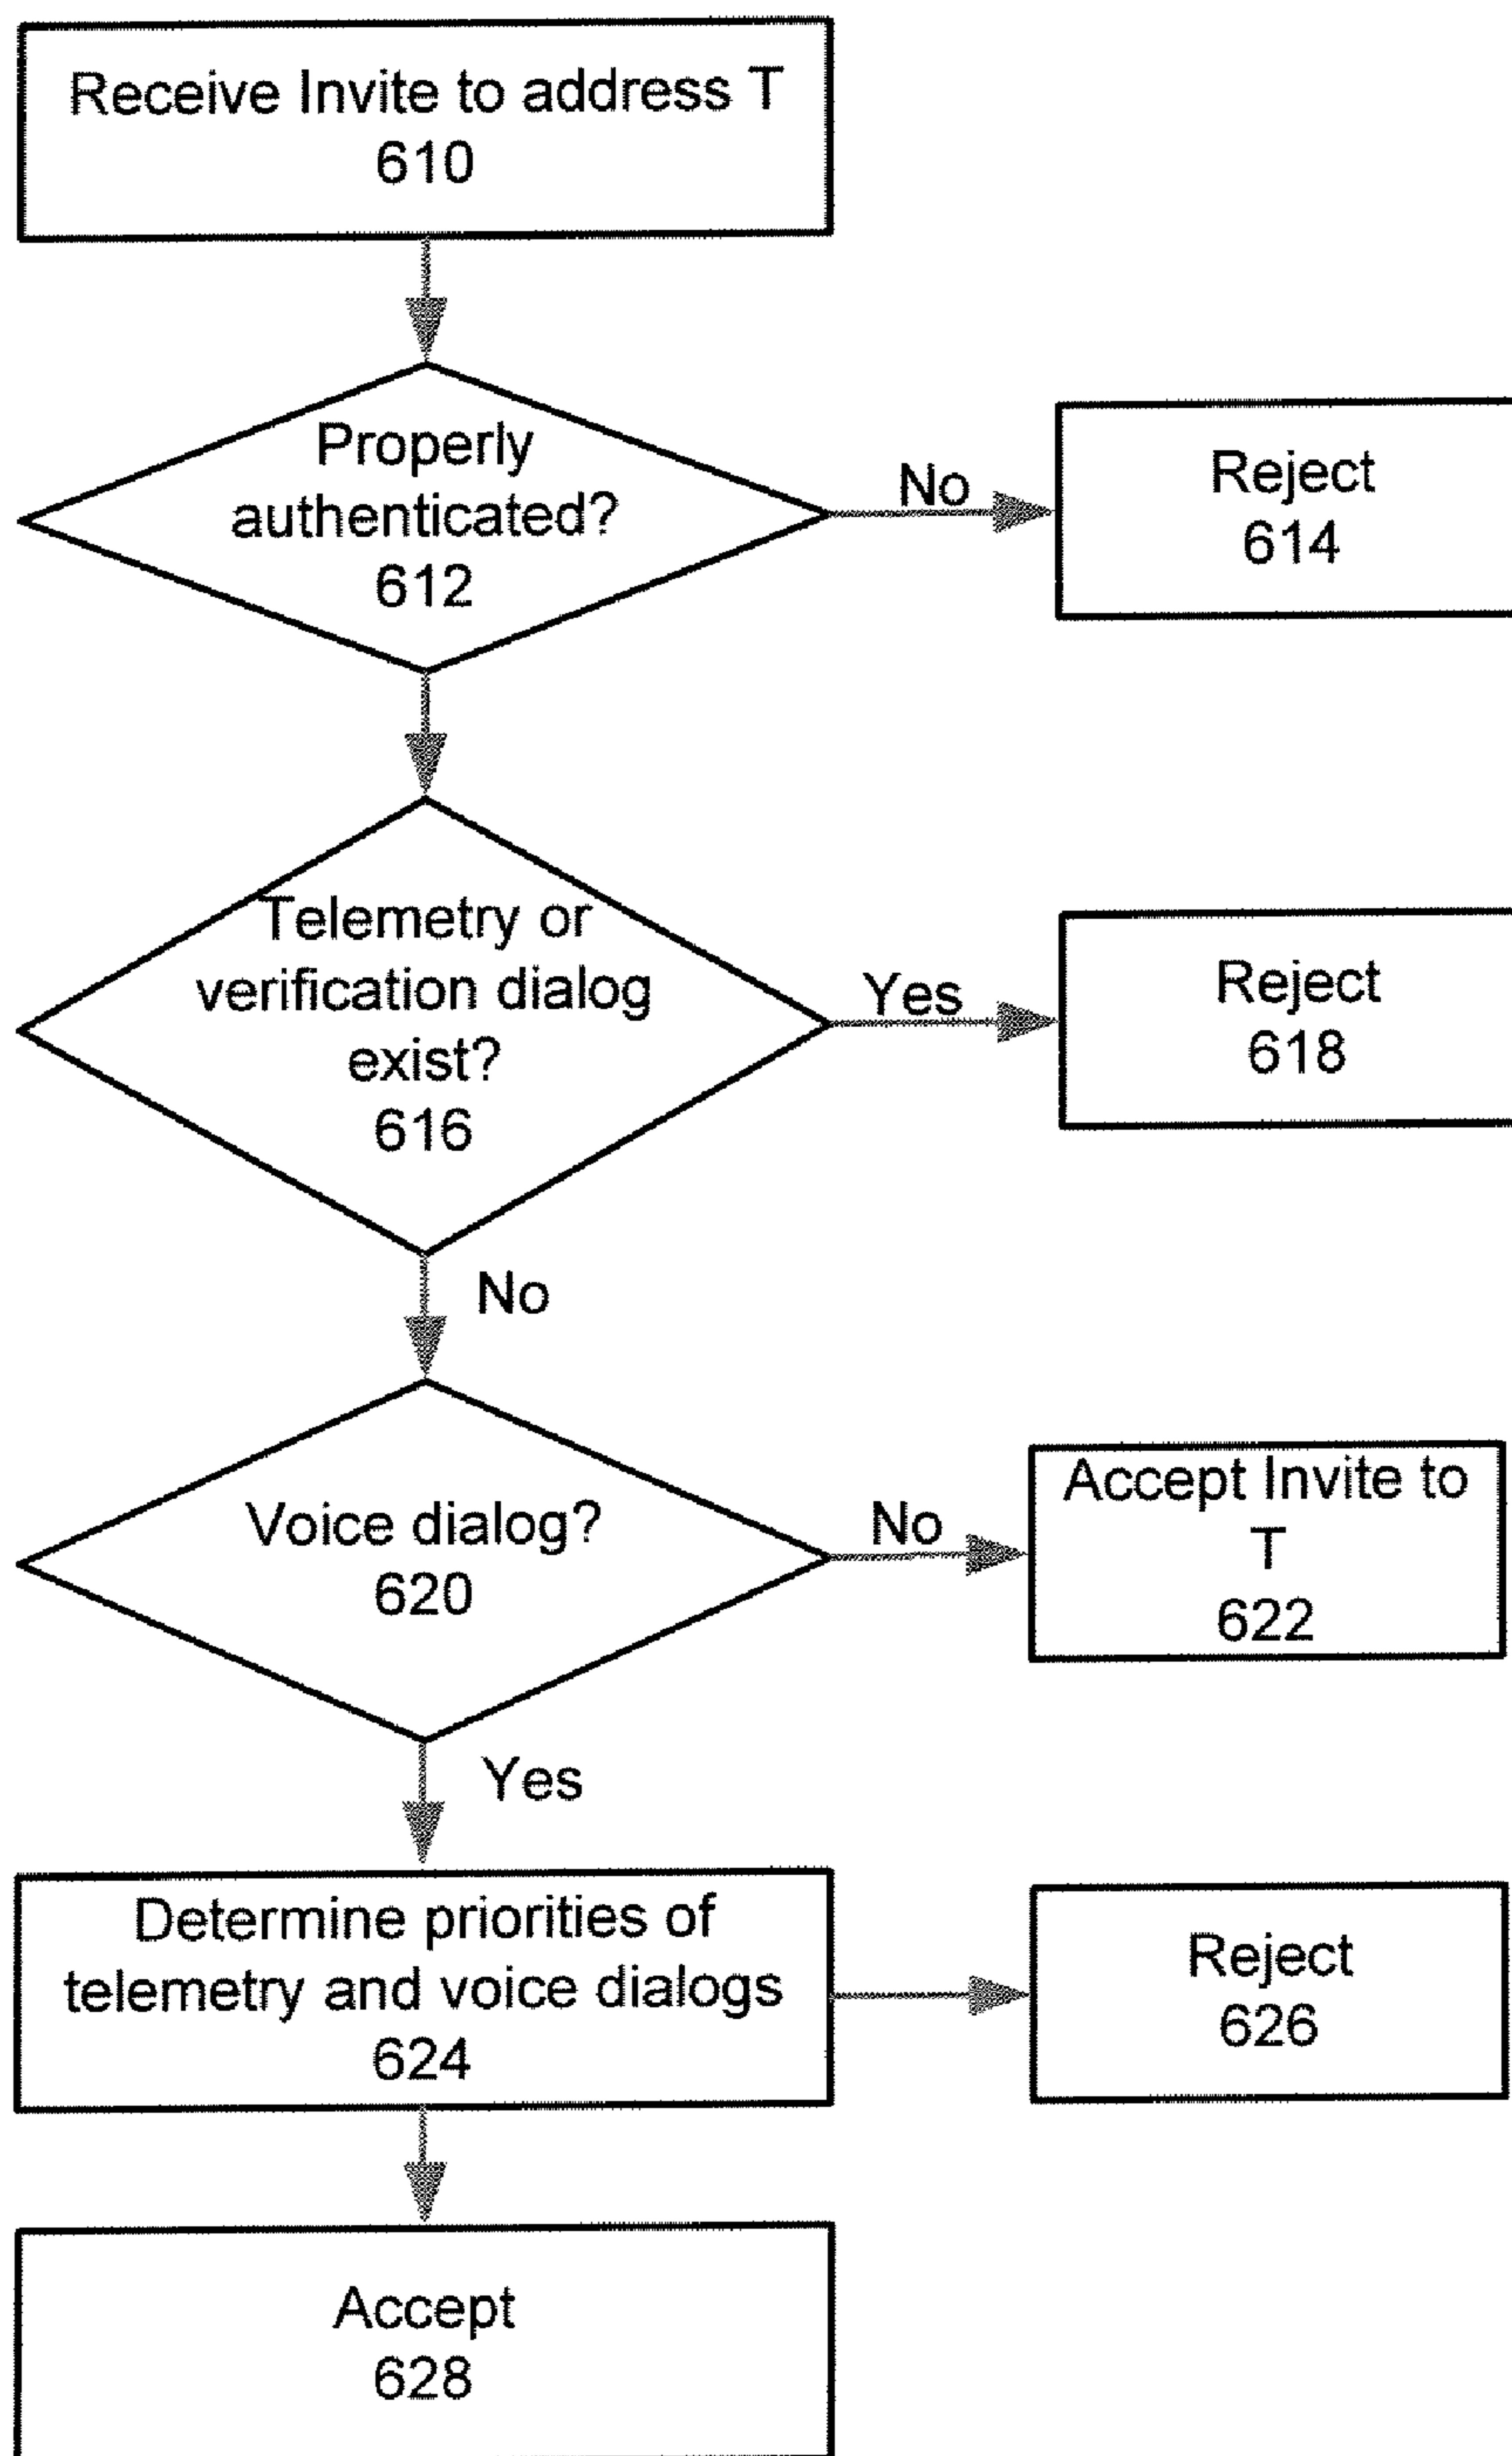 Receive Invite to address T
610
Properly
authenticated?
612
No
Reject
614
Telemetry or
verification dialog
exist?
616
Yes
Reject
618
No
Voice dialog?
620
No
Accept Invite to
T
622
Yes
Determine priorities of
telemetry and voice dialogs
624
Reject
626
Accept
628